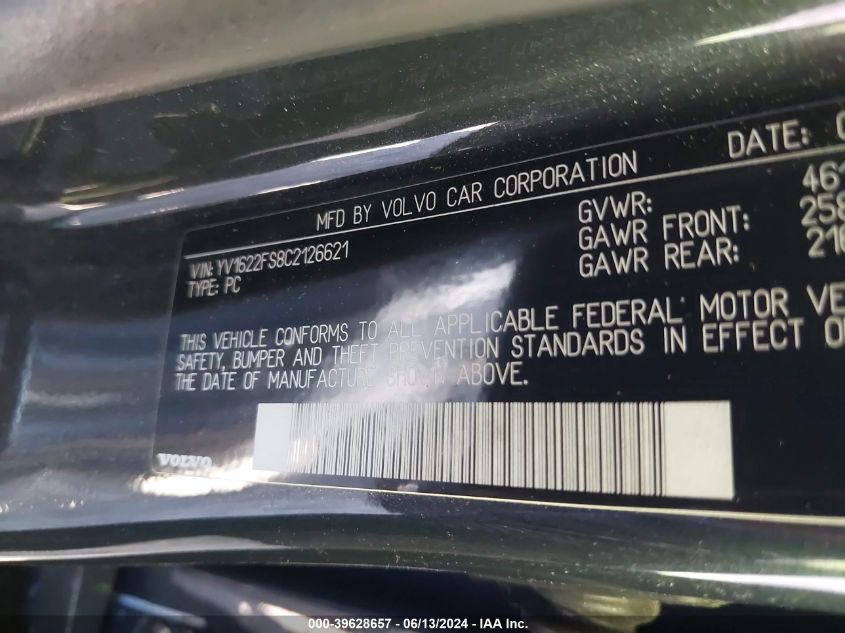 MFD BY VOLVO CAR CORPORATION
DATE:
VIN: YV1622FS8C2126621
TYPE: PC
GVWR:
GAWR FRONT:
GAWR REAR:
THIS VEHICLE CONFORMS TO ALL APPLICABLE FEDERAL MOTOR
SAFETY, BUMPER AND THEFT PREVENTION STANDARDS IN EFFECT
THE DATE OF MANUFACTURE SHOWN ABOVE.
VOLVO
000-39628657 - 06/13/2024 - IAA Inc.